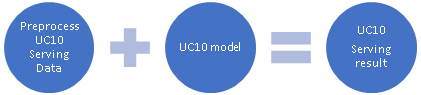 Preprocess
UC10
Serving
Data
UC10 model
UC10
Serving
result